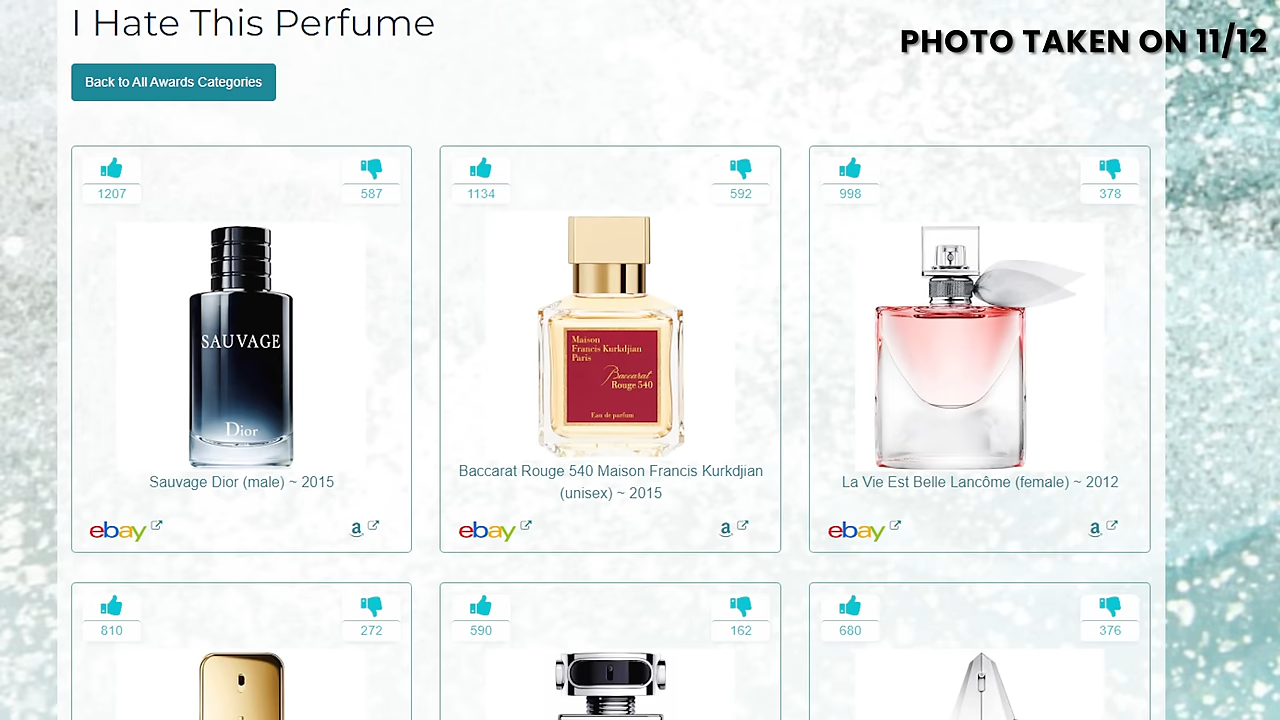 I Hate This Perfume
PHOTO TAKEN ON 11/12
Back to All Awards Categories
1207
587
1134
592
998
378
SAUVAGE
Dior
Maison
Francis Kurkdjian
Paris
Baccarat
Rouge 540
Eau de parfum
Sauvage Dior (male) ~ 2015
Baccarat Rouge 540 Maison Francis Kurkdjian
(unisex) ~ 2015
La Vie Est Belle Lancôme (female) ~ 2012
ebay
a
ebay
a
ebay
a
810
272
590
162
680
376